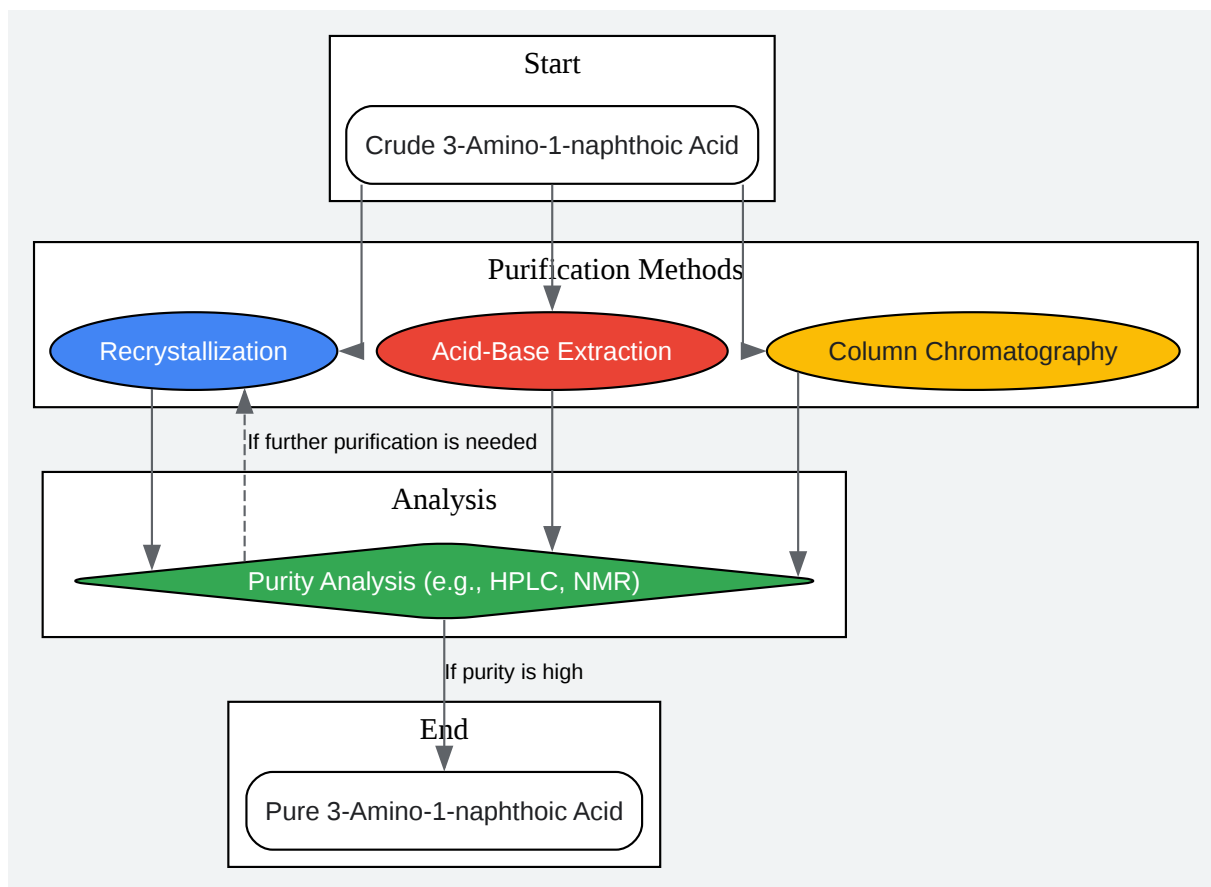 Start
Crude 3-Amino-1-naphthoic Acid
Purification Methods
Recrystallization
Acid-Base Extraction
Column Chromatography
If further purification is needed
Analysis
Purity Analysis (e.g., HPLC, NMR)
If purity is high
End
Pure 3-Amino-1-naphthoic Acid